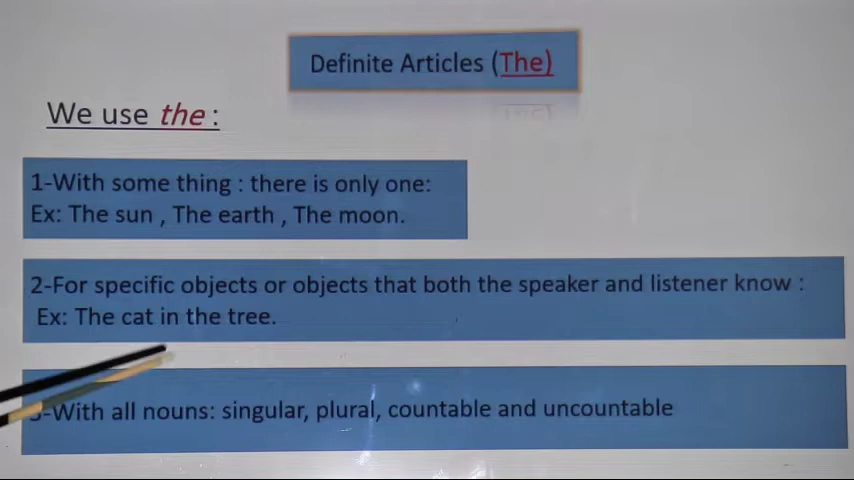 Definite Articles (The)
We use the :
1-With some thing : there is only one:
Ex: The sun , The earth , The moon.
2-For specific objects or objects that both the speaker and listener know :
Ex: The cat in the tree.
3-With all nouns: singular, plural, countable and uncountable